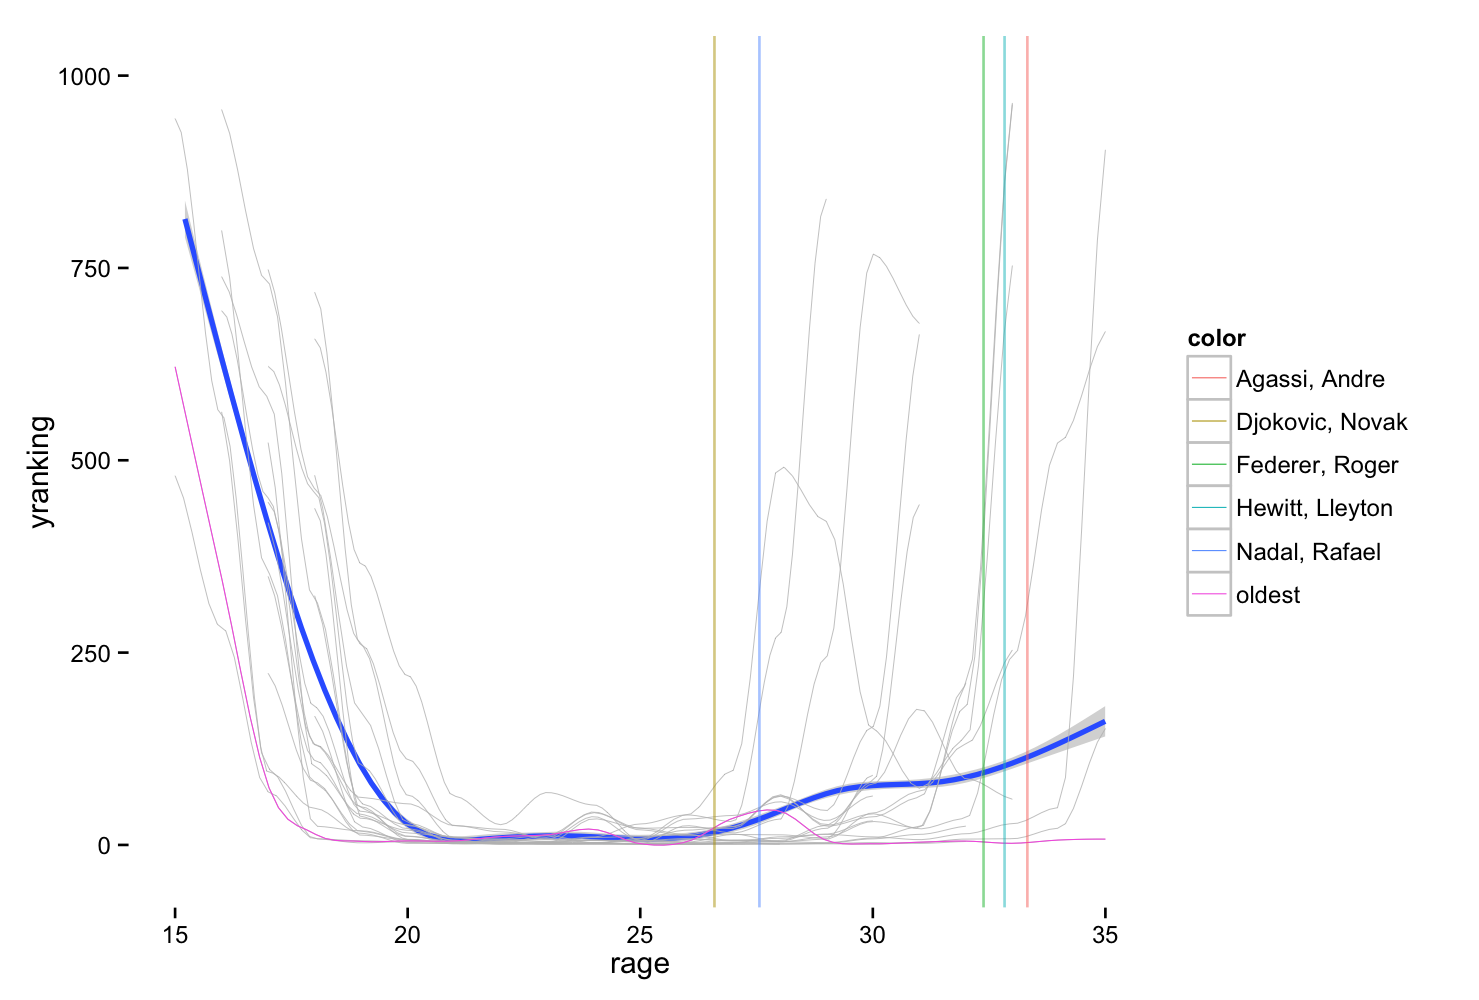 1000
750
500
250
0
yranking
15 20 25 30 35
rage
color
Agassi, Andre
Djokovic, Novak
Federer, Roger
Hewitt, Lleyton
Nadal, Rafael
oldest